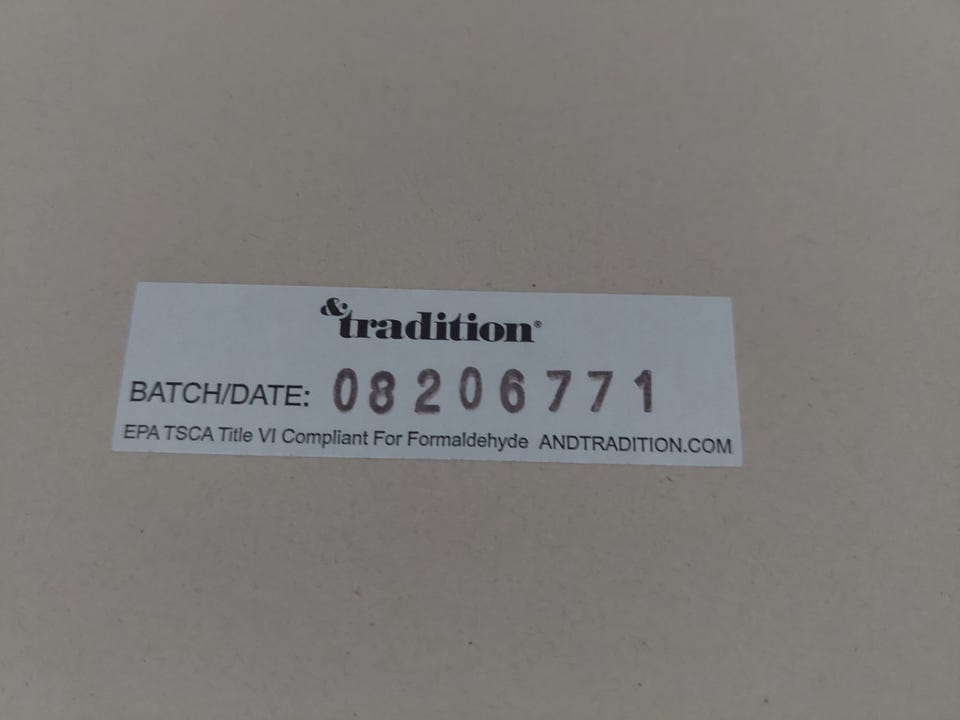 &tradition®
BATCH/DATE: 08206771
EPA TSCA Title VI Compliant For Formaldehyde ANDTRADITION.COM